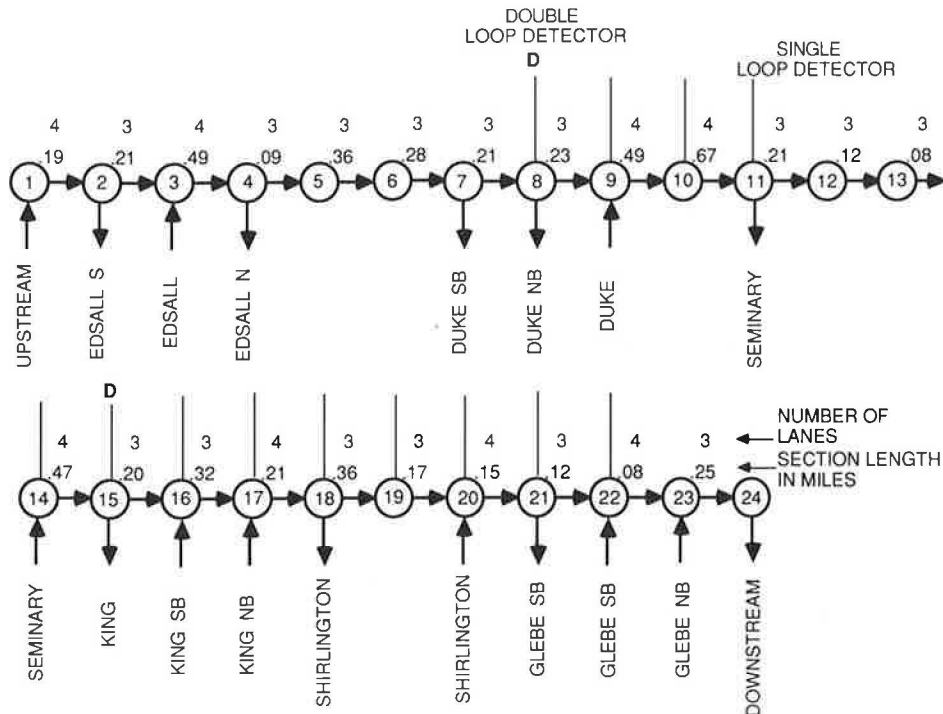 DOUBLE
LOOP DETECTOR
D
SINGLE
LOOP DETECTOR
4 3 4 3 3 3 3 3 4 4 3 3 3
.19 .21 .49 .09 .36 .28 .21 .23 .49 .67 .21 .12 .08
1 2 3 4 5 6 7 8 9 10 11 12 13
UPSTREAM
EDSALL S
EDSALL
EDSALL N
DUKE SB
DUKE NB
DUKE
SEMINARY
D
4 3 3 4 3 3 4 3 4 3
NUMBER OF
LANES
.47 .20 .32 .21 .36 .17 .15 .12 .08 .25
SECTION LENGTH
IN MILES
14 15 16 17 18 19 20 21 22 23 24
SEMINARY
KING
KING SB
KING NB
SHIRLINGTON
SHIRLINGTON
GLEBE SB
GLEBE SB
GLEBE NB
DOWNSTREAM